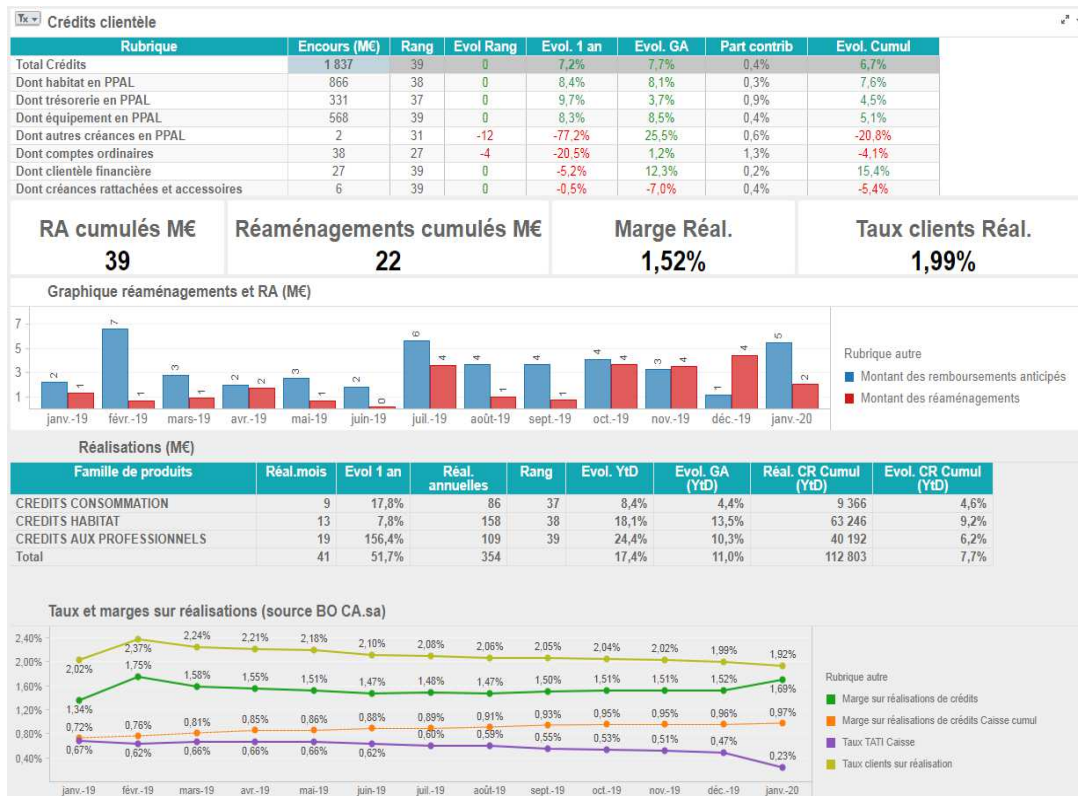 Tx
Crédits clientèle
Rubrique Encours (M€) Rang Evol Rang Evol. 1 an Evol. GA Part contrib Evol. Cumul
Total Crédits 1 837 39 0 7,2% 7,7% 0,4% 6,7%
Dont habitat en PPAL 866 38 0 8,4% 8,1% 0,3% 7,6%
Dont trésorerie en PPAL 331 37 0 9,7% 3,7% 0,9% 4,5%
Dont équipement en PPAL 568 39 0 8,3% 8,5% 0,4% 5,1%
Dont autres créances en PPAL 2 31 -12 -77,2% 25,5% 0,6% -20,8%
Dont comptes ordinaires 38 27 -4 -20,5% 1,2% 1,3% -4,1%
Dont clientèle financière 27 39 0 -5,2% 12,3% 0,2% 15,4%
Dont créances rattachées et accessoires 6 39 0 -0,5% -7,0% 0,4% -5,4%
RA cumulés M€ Réaménagements cumulés M€ Marge Réal. Taux clients Réal.
39 22 1,52% 1,99%
Graphique réaménagements et RA (M€)
7
5
3
1
2 1 7 1 3 1 2 2 3 1 2 0 6 4 4 1 4 1 4 4 3 4 1 4 5 2
janv.-19 févr.-19 mars-19 avr.-19 mai-19 juin-19 juil.-19 août-19 sept.-19 oct.-19 nov.-19 déc.-19 janv.-20
Rubrique autre
Montant des remboursements anticipés
Montant des réaménagements
Réalisations (M€)
Famille de produits Réal.mois Evol 1 an Réal. annuelles Rang Evol. YtD Evol. GA (YtD) Réal. CR Cumul (YtD) Evol. CR Cumul (YtD)
CREDITS CONSOMMATION 9 17,8% 86 37 8,4% 4,4% 9 366 4,6%
CREDITS HABITAT 13 7,8% 158 38 18,1% 13,5% 63 246 9,2%
CREDITS AUX PROFESSIONNELS 19 156,4% 109 39 24,4% 10,3% 40 192 6,2%
Total 41 51,7% 354 17,4% 11,0% 112 803 7,7%
Taux et marges sur réalisations (source BO CA.sa)
2,40%
2,00%
1,60%
1,20%
0,80%
0,40%
2,02% 2,37% 2,24% 2,21% 2,18% 2,10% 2,08% 2,06% 2,05% 2,04% 2,02% 1,99% 1,92%
1,34% 1,75% 1,58% 1,55% 1,51% 1,47% 1,48% 1,47% 1,50% 1,51% 1,51% 1,52% 1,69%
0,72% 0,76% 0,81% 0,85% 0,86% 0,88% 0,89% 0,91% 0,93% 0,95% 0,95% 0,96% 0,97%
0,67% 0,62% 0,66% 0,66% 0,66% 0,62% 0,60% 0,59% 0,55% 0,53% 0,51% 0,47% 0,23%
janv.-19 févr.-19 mars-19 avr.-19 mai-19 juin-19 juil.-19 août-19 sept.-19 oct.-19 nov.-19 déc.-19 janv.-20
Rubrique autre
Marge sur réalisations de crédits
Marge sur réalisations de crédits Caisse cumul
Taux TATI Caisse
Taux clients sur réalisation